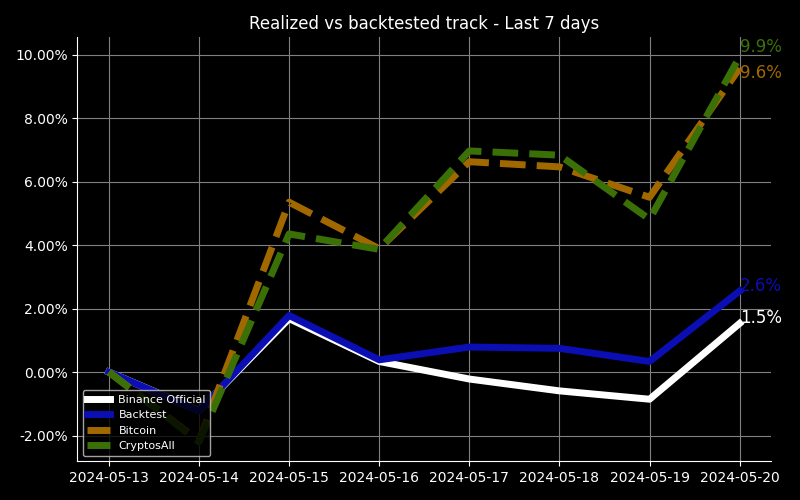 Realized vs backtested track - Last 7 days
10.00%
8.00%
6.00%
4.00%
2.00%
0.00%
-2.00%
9.9%
9.6%
2.6%
1.5%
Binance Official
Backtest
Bitcoin
CryptosAll
2024-05-13 2024-05-14 2024-05-15 2024-05-16 2024-05-17 2024-05-18 2024-05-19 2024-05-20